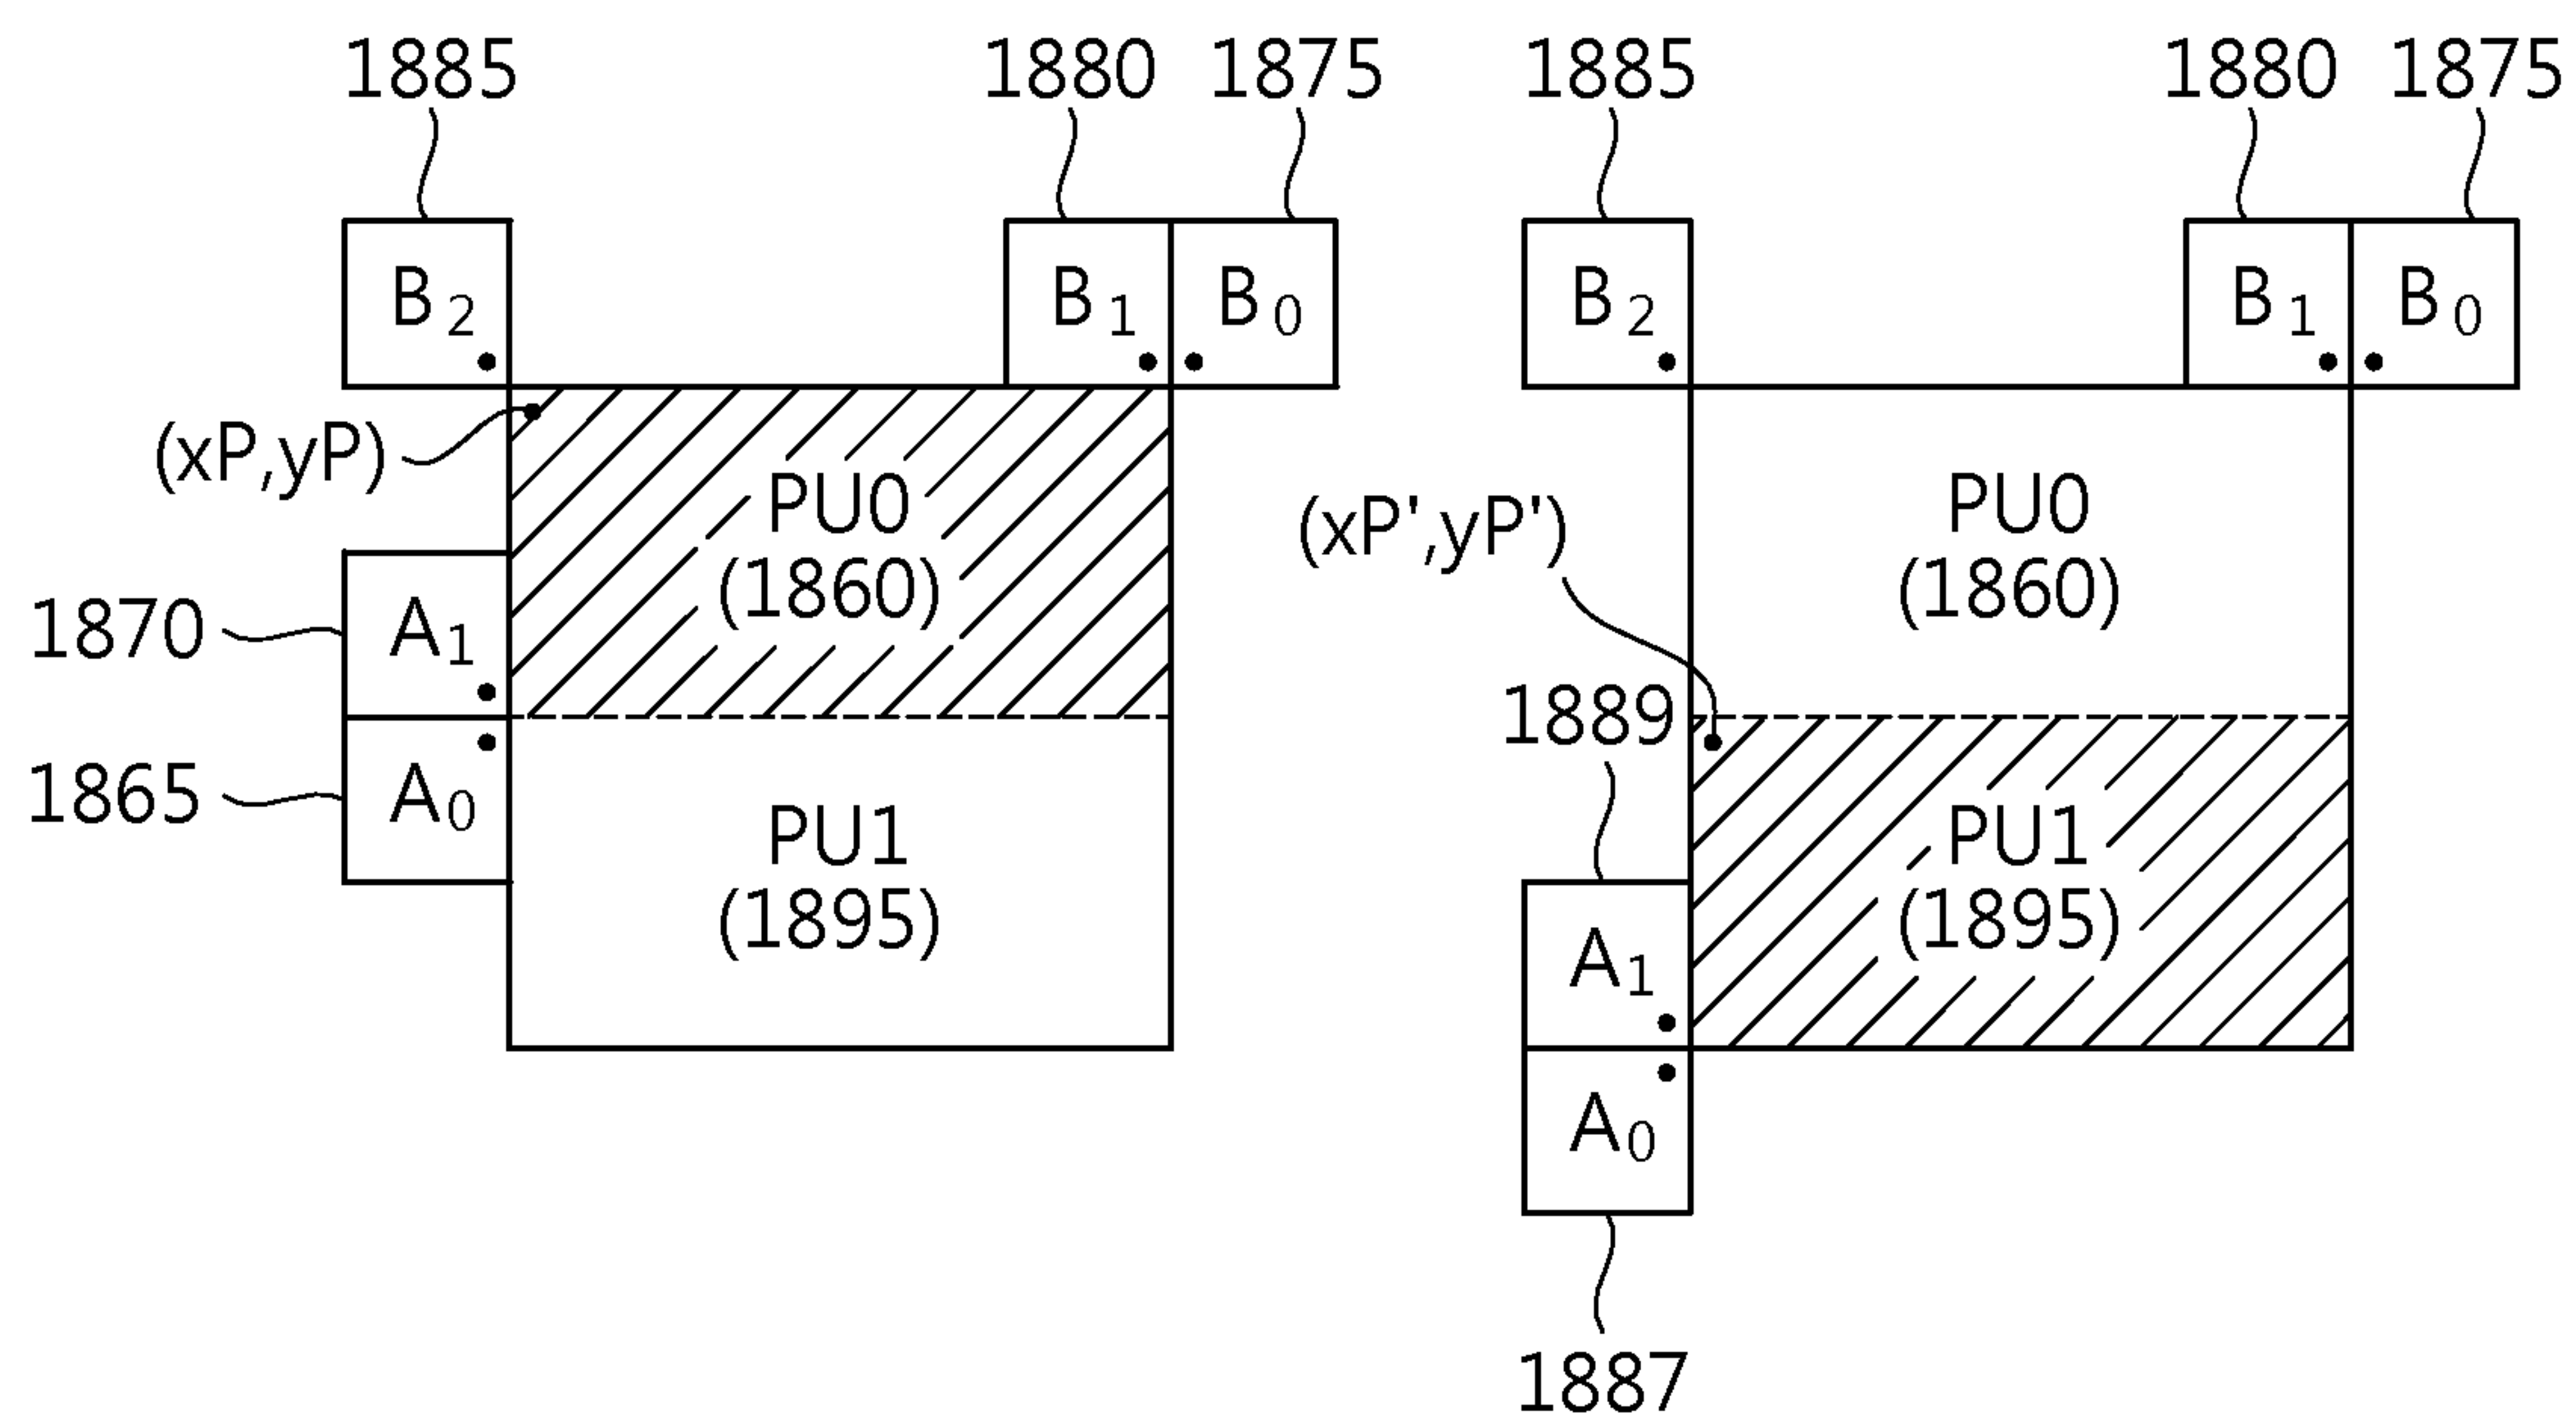 1885 1880 1875
B2 B1 B0
(xP,yP)
PU0
(1860)
1870 A1
1865 A0
PU1
(1895)
1885 1880 1875
B2 B1 B0
(xP',yP')
PU0
(1860)
1889
PU1
(1895)
A1
A0
1887